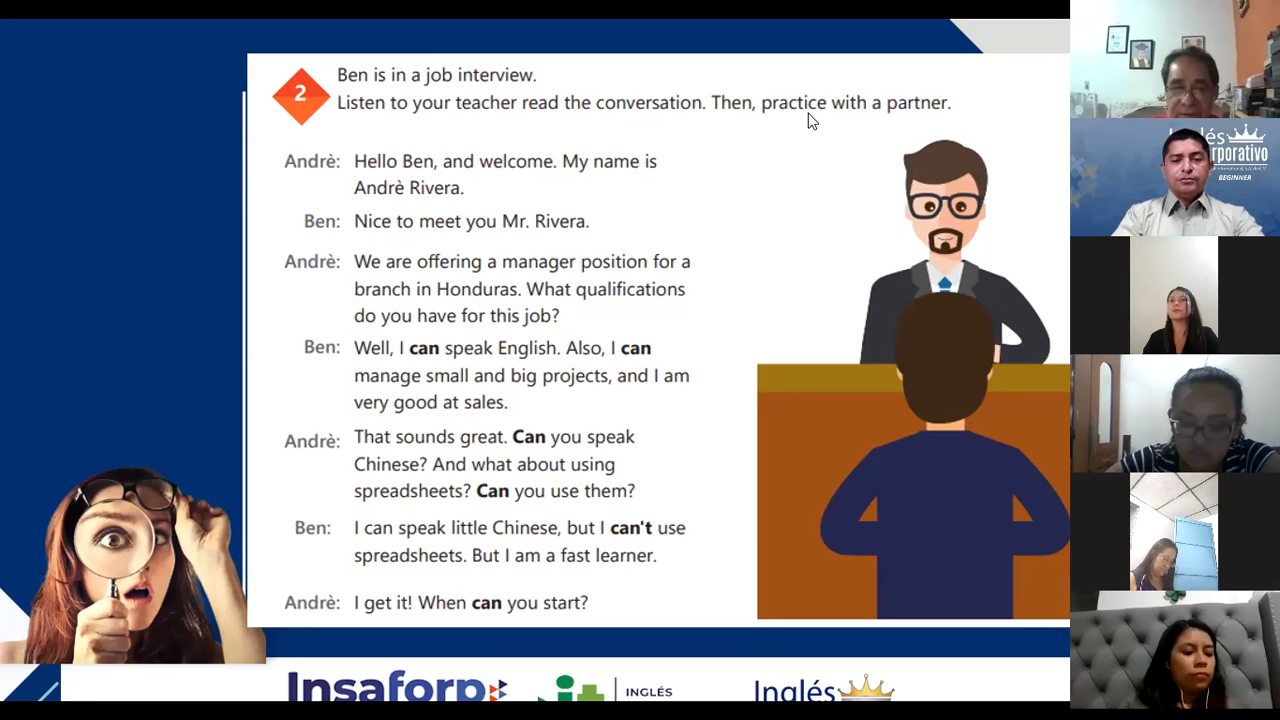 2
Ben is in a job interview.
Listen to your teacher read the conversation. Then, practice with a partner.
Andrè: Hello Ben, and welcome. My name is
Andrè Rivera.
Ben: Nice to meet you Mr. Rivera.
Andrè: We are offering a manager position for a
branch in Honduras. What qualifications
do you have for this job?
Ben: Well, I can speak English. Also, I can
manage small and big projects, and I am
very good at sales.
Andrè: That sounds great. Can you speak
Chinese? And what about using
spreadsheets? Can you use them?
Ben: I can speak little Chinese, but I can't use
spreadsheets. But I am a fast learner.
Andrè: I get it! When can you start?
Insaforp
INGLÉS
Inglés
Inglés
BEGINNER